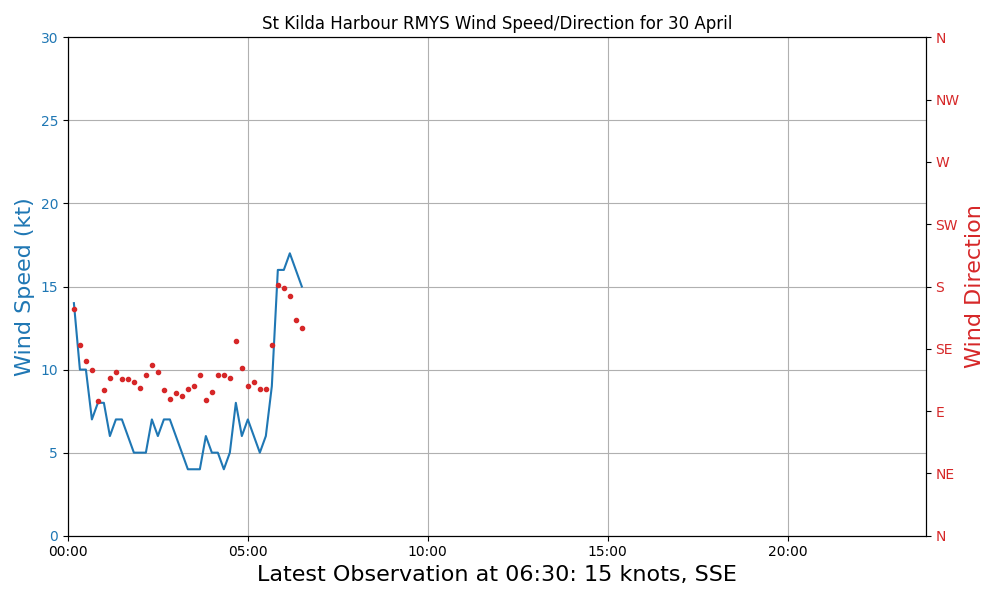 St Kilda Harbour RMYS Wind Speed/Direction for 30 April
30
25
20
15
10
5
0
Wind Speed (kt)
N
NW
W
SW
S
SE
E
NE
N
Wind Direction
00:00 05:00 10:00 15:00 20:00
Latest Observation at 06:30: 15 knots, SSE